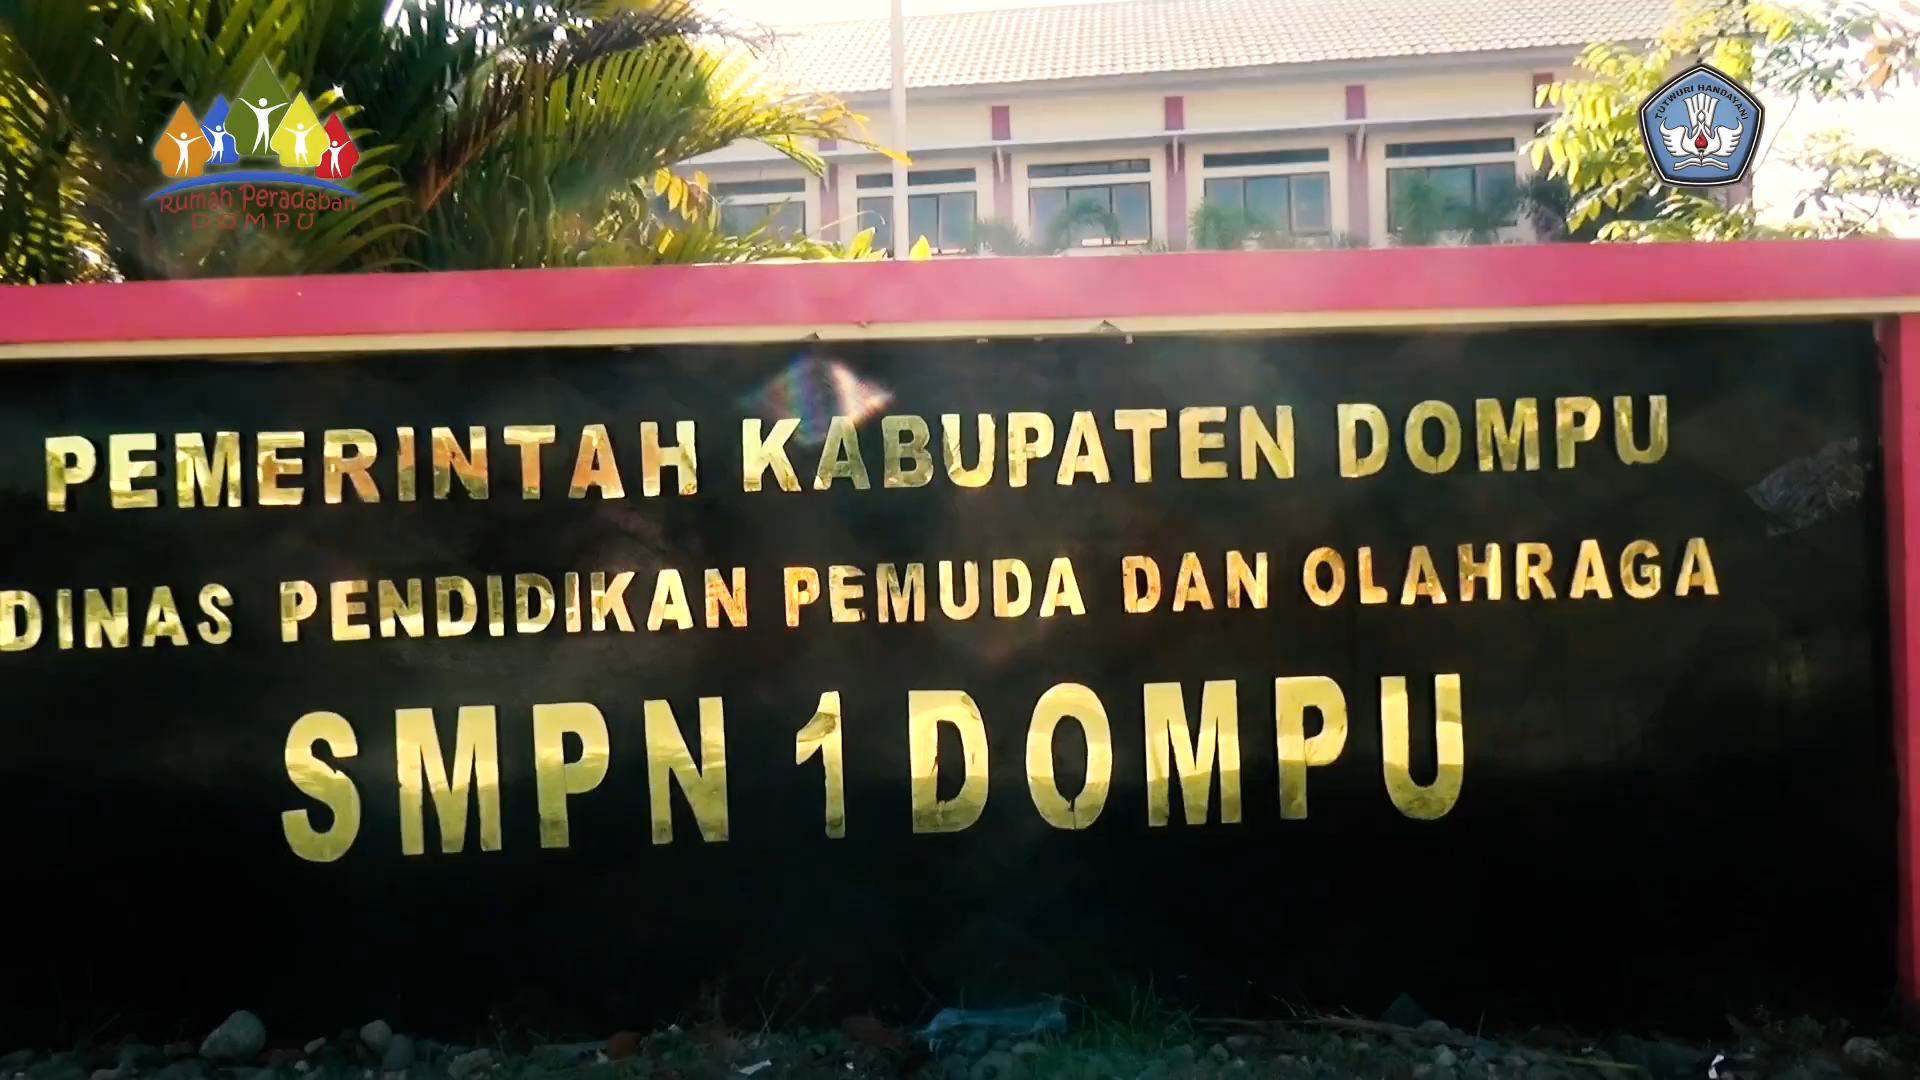 Rumah Peradaban
DOMPU
TUTWURI HANDAYANI
PEMERINTAH KABUPATEN DOMPU
DINAS PENDIDIKAN PEMUDA DAN OLAHRAGA
SMPN 1 DOMPU